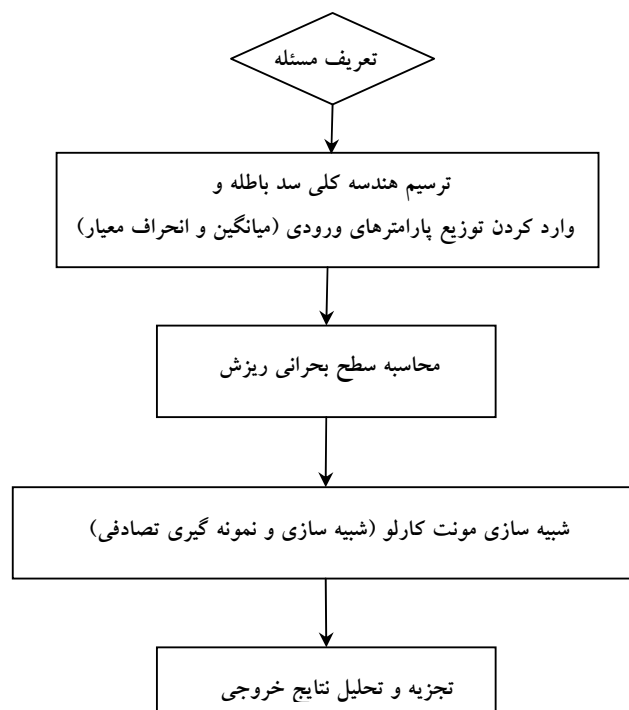 تعریف مسئله
ترسیم هندسه کلی سد باطله و
وارد کردن توزیع پارامترهای ورودی (میانگین و انحراف معیار)
محاسبه سطح بحرانی ریزش
شبیه سازی مونت کارلو (شبیه سازی و نمونه گیری تصادفی)
تجزیه و تحلیل نتایج خروجی